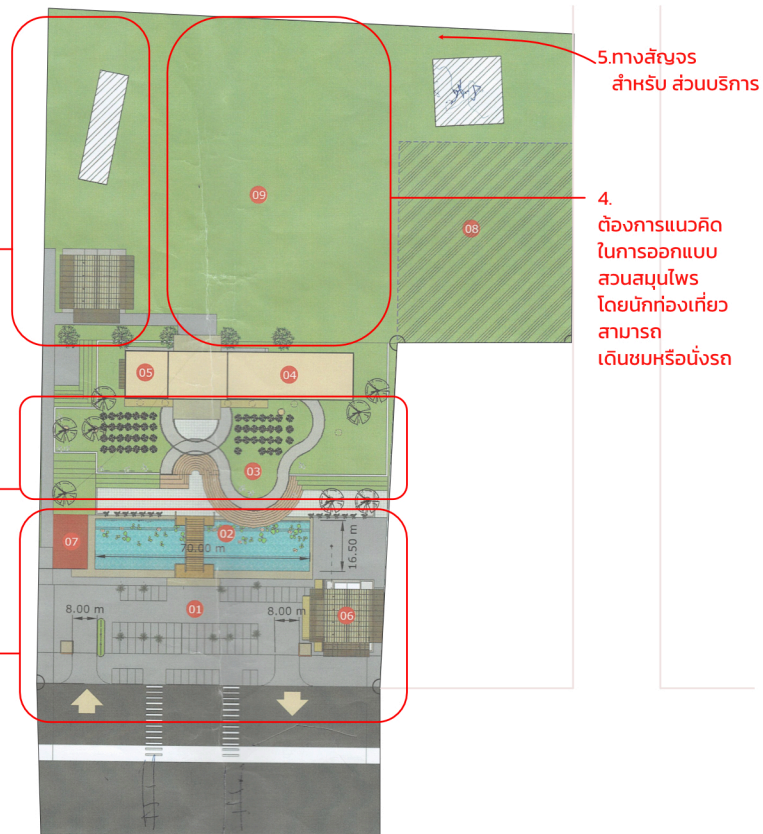 5.ทางสัญจร
สำหรับ ส่วนบริการ
09
4.
ต้องการแนวคิด
ในการออกแบบ
สวนสมุนไพร
โดยนักท่องเที่ยว
สามารถ
เดินชมหรือนั่งรถ
08
05
04
03
02
07
70.00 m
16.50 m
01
8.00 m
8.00 m
06